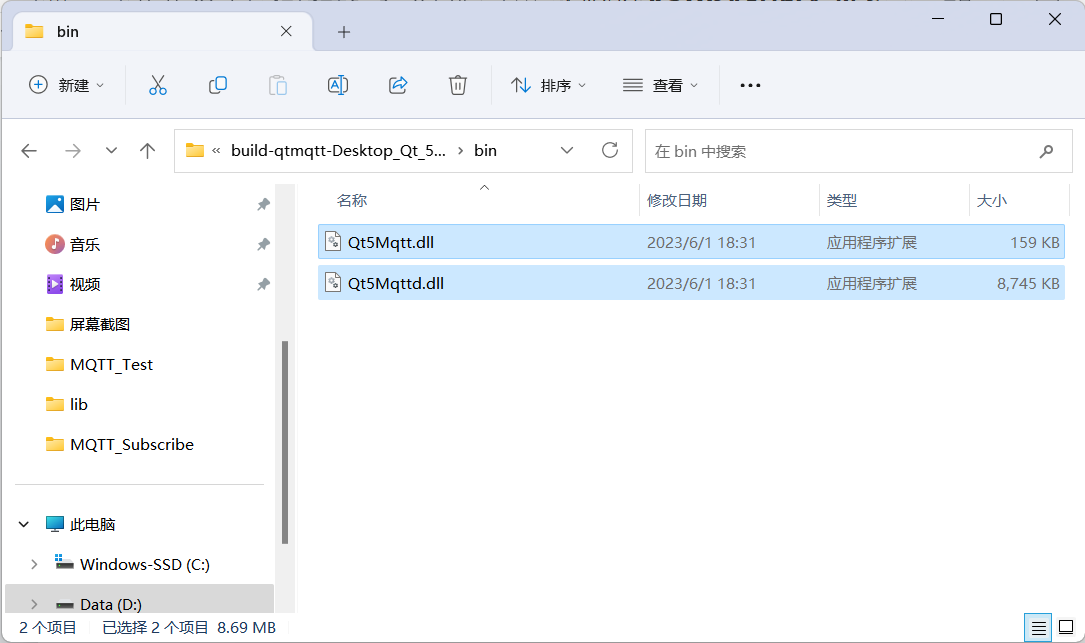 bin
新建
排序
查看
« build-qtmqtt-Desktop_Qt_5... > bin
在 bin 中搜索
图片
音乐
视频
屏幕截图
MQTT_Test
lib
MQTT_Subscribe
此电脑
Windows-SSD (C:)
Data (D:)
名称 修改日期 类型 大小
Qt5Mqtt.dll 2023/6/1 18:31 应用程序扩展 159 KB
Qt5Mqttd.dll 2023/6/1 18:31 应用程序扩展 8,745 KB
2 个项目 已选择 2 个项目 8.69 MB